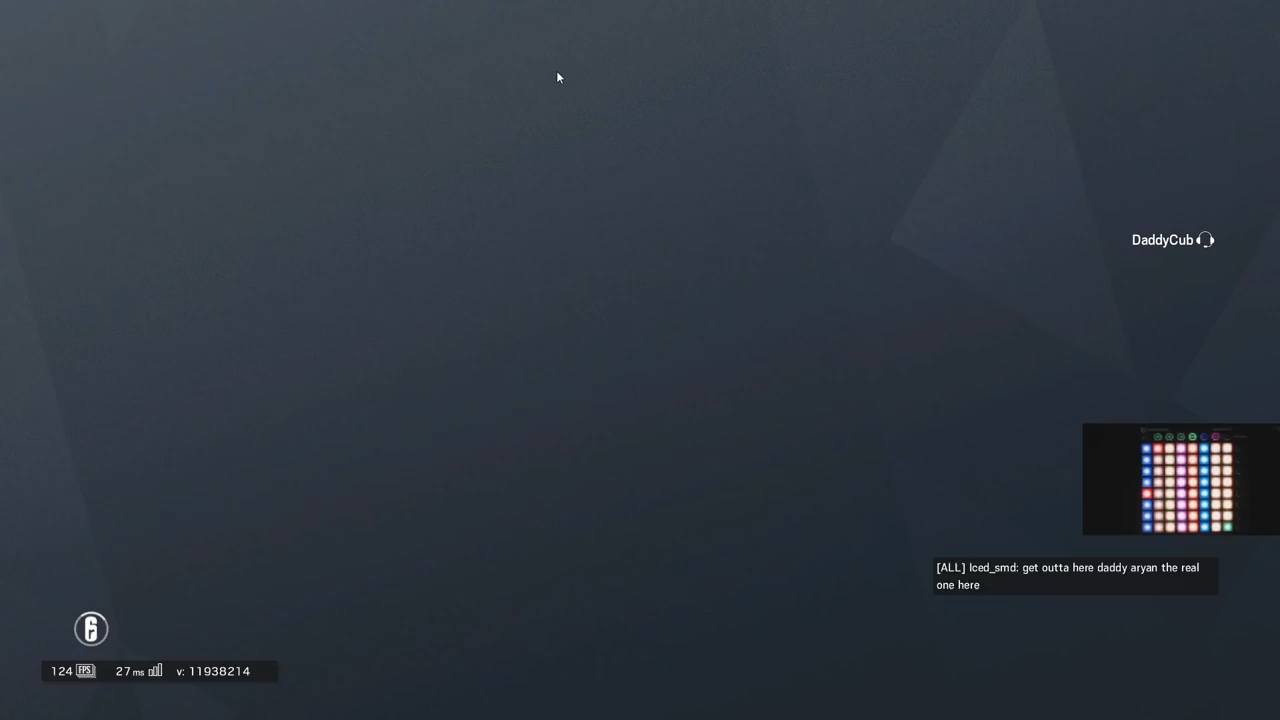 DaddyCub
[ALL] Iced_smd: get outta here daddy aryan the real
one here
124 FPS 27 ms v: 11938214